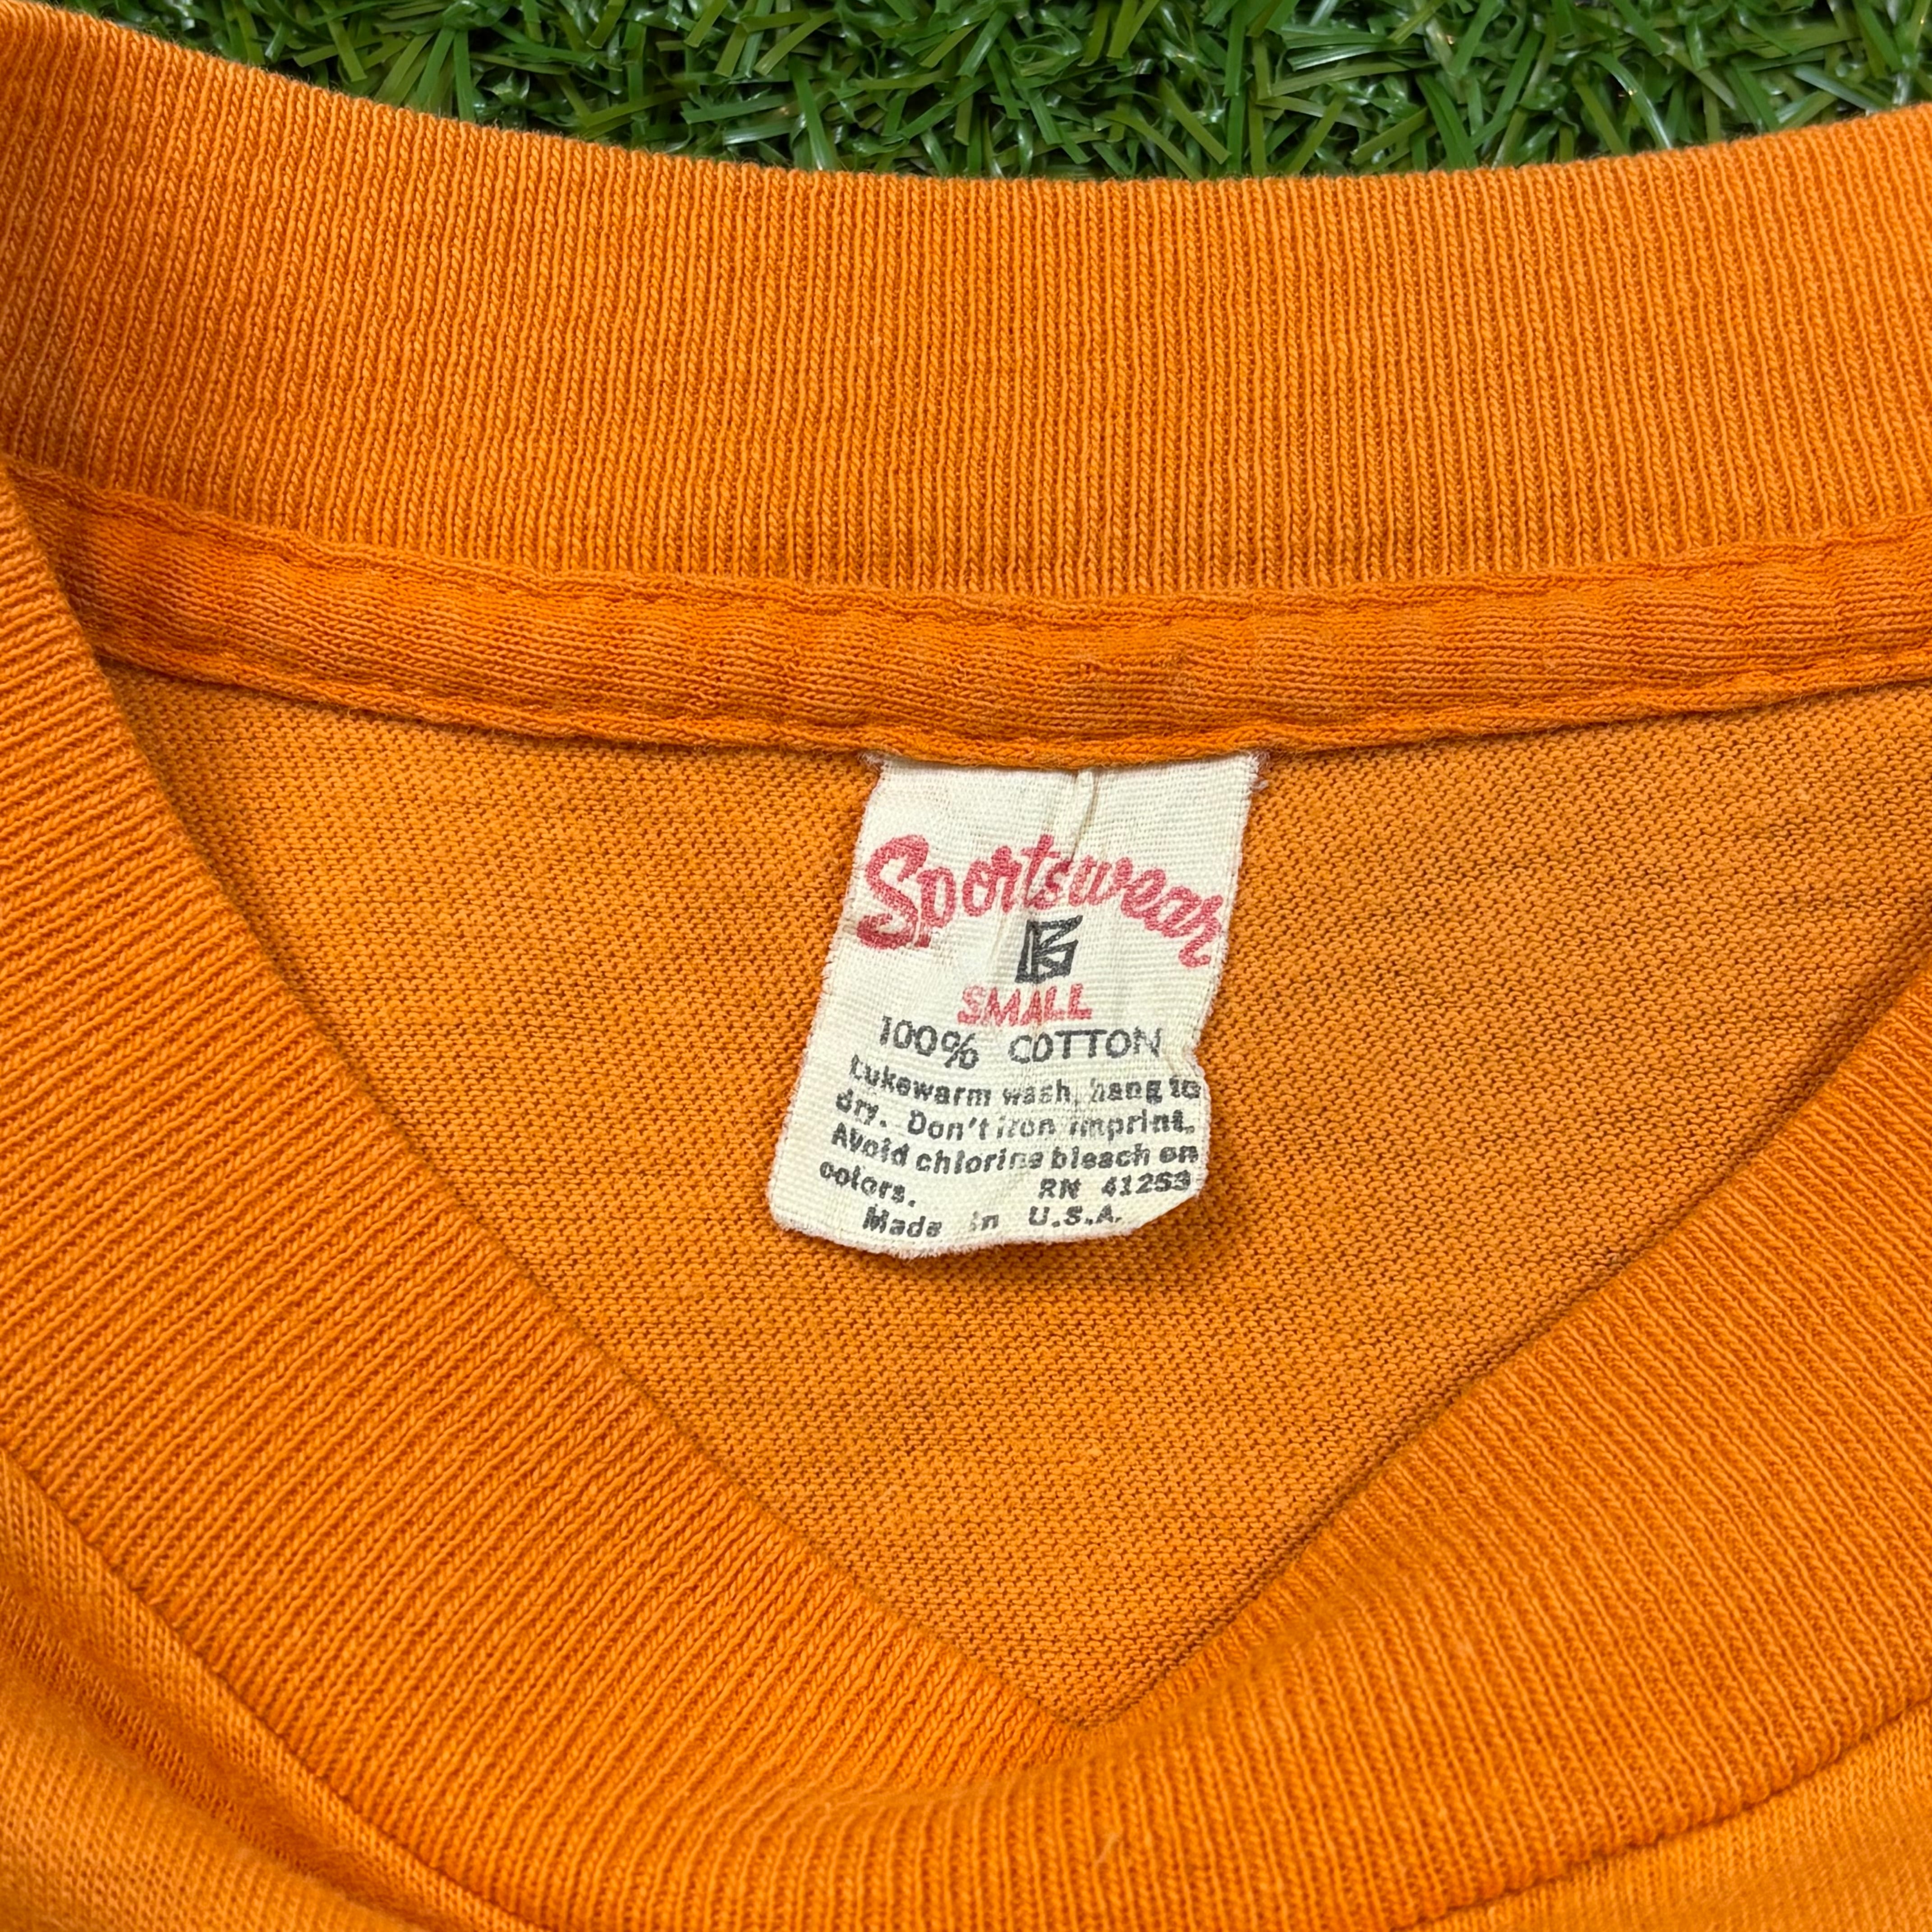 Sportswear
SMALL
100% COTTON
Lukewarm wash, hang to
dry. Don't iron imprint.
Avoid chlorine bleach on
colors. RN 41253
Made in U.S.A.